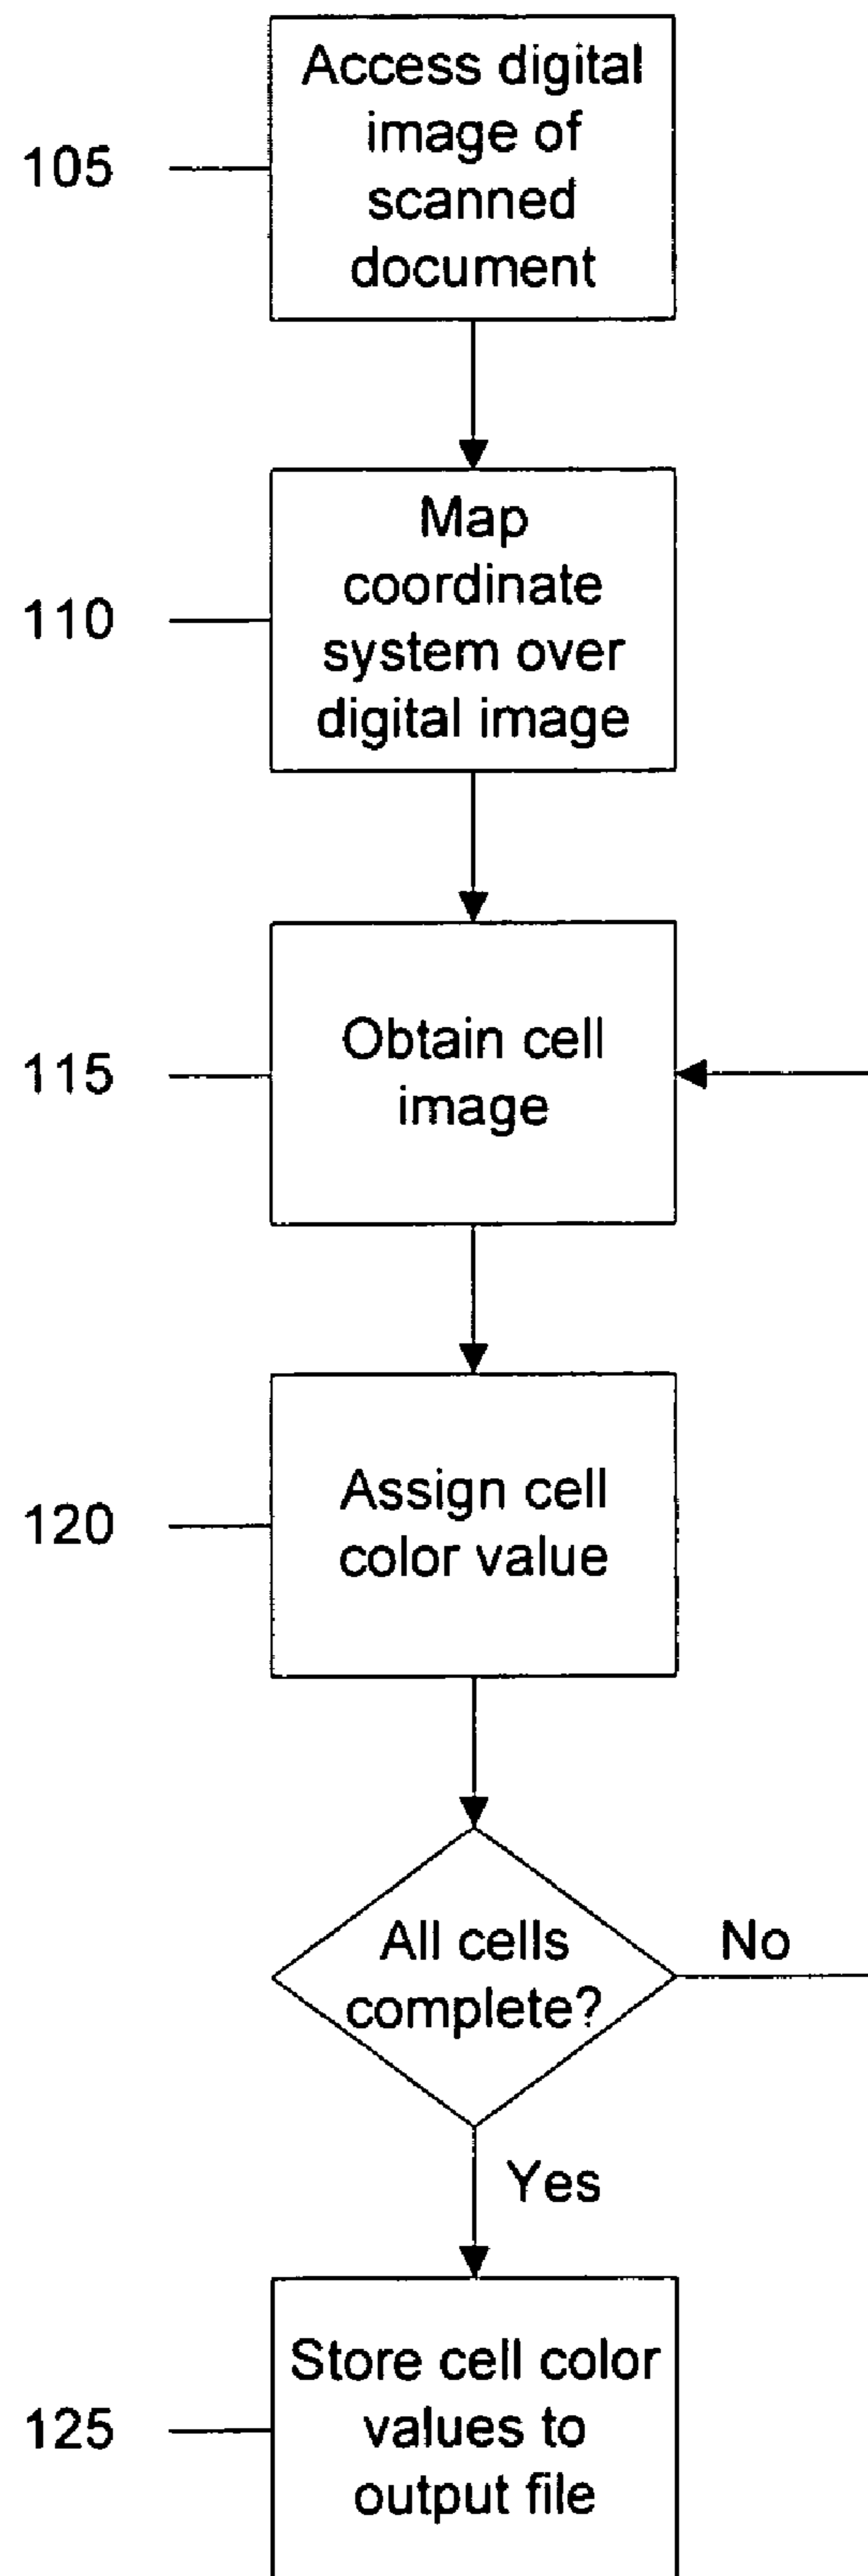 Access digital
image of
scanned
document
105
Map
coordinate
system over
digital image
110
Obtain cell
image
115
Assign cell
color value
120
All cells
complete?
No
Yes
Store cell color
values to
output file
125